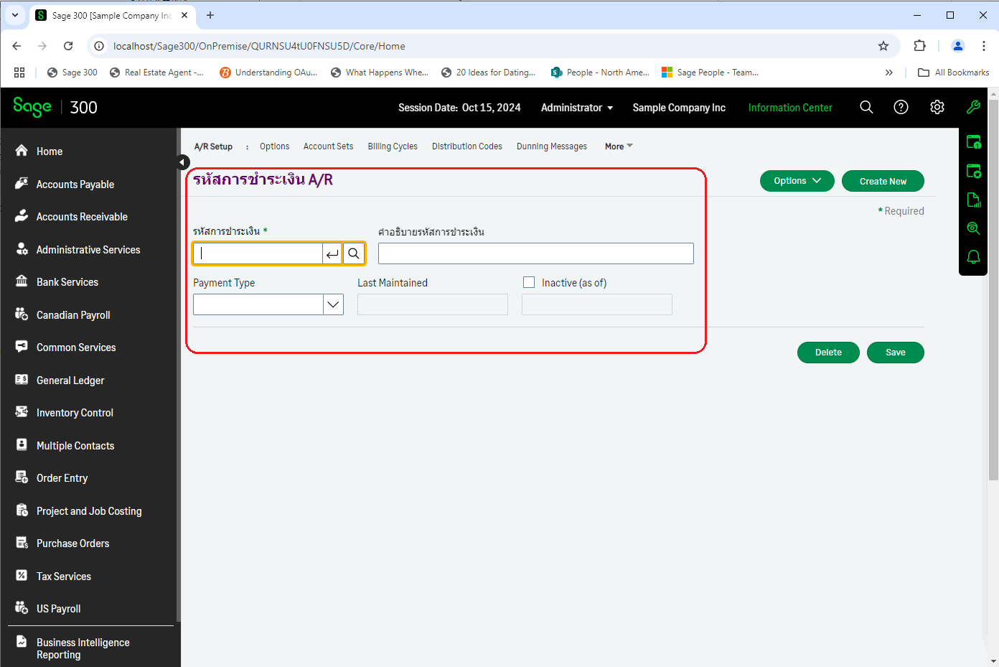 Sage 300 [Sample Company Inc
localhost/Sage300/OnPremise/QURNSU4tU0FNSU5D/Core/Home
Sage 300
Real Estate Agent -...
Understanding OAu...
What Happens Whe...
20 Ideas for Dating...
People - North Ame...
Sage People - Team...
All Bookmarks
Sage 300
Session Date: Oct 15, 2024
Administrator
Sample Company Inc
Information Center
Home
Accounts Payable
Accounts Receivable
Administrative Services
Bank Services
Canadian Payroll
Common Services
General Ledger
Inventory Control
Multiple Contacts
Order Entry
Project and Job Costing
Purchase Orders
Tax Services
US Payroll
Business Intelligence
Reporting
A/R Setup : Options Account Sets Billing Cycles Distribution Codes Dunning Messages More
รหัสการชำระเงิน A/R
Options
Create New
* Required
รหัสการชำระเงิน *
คำอธิบายรหัสการชำระเงิน
Payment Type
Last Maintained
Inactive (as of)
Delete
Save